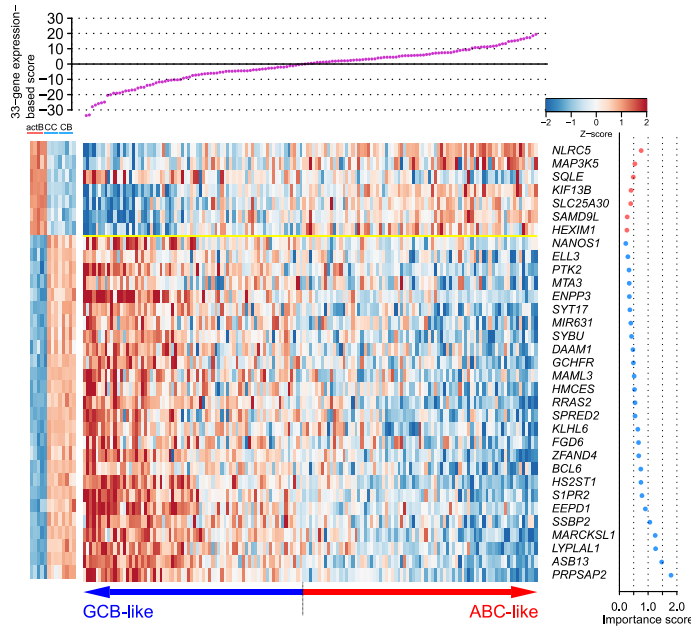 33-gene expression-
based score
30
20
10
0
−10
−20
−30
actB CC CB
−2 −1 0 1 2
Z-score
NLRC5
MAP3K5
SQLE
KIF13B
SLC25A30
SAMD9L
HEXIM1
NANOS1
ELL3
PTK2
MTA3
ENPP3
SYT17
MIR631
SYBU
DAAM1
GCHFR
MAML3
HMCES
RRAS2
SPRED2
KLHL6
FGD6
ZFAND4
BCL6
HS2ST1
S1PR2
EEPD1
SSBP2
MARCKSL1
LYPLAL1
ASB13
PRPSAP2
0.0 1.0 2.0
Importance score
GCB-like
ABC-like